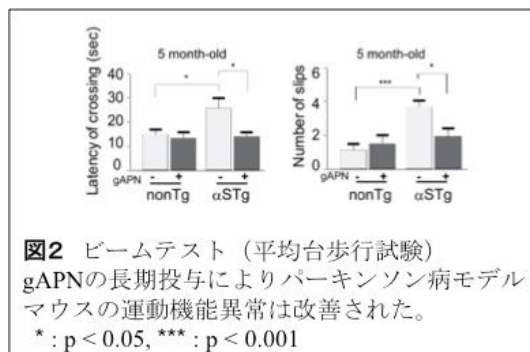 5 month-old
Latency of crossing (sec)
40
30
20
10
0
*
*
gAPN - + - +
nonTg αSTg
5 month-old
Number of slips
6
4
2
0
***
*
gAPN - + - +
nonTg αSTg
図2 ビームテスト（平均台歩行試験）
gAPNの長期投与によりパーキンソン病モデル
マウスの運動機能異常は改善された。
* : p < 0.05, *** : p < 0.001